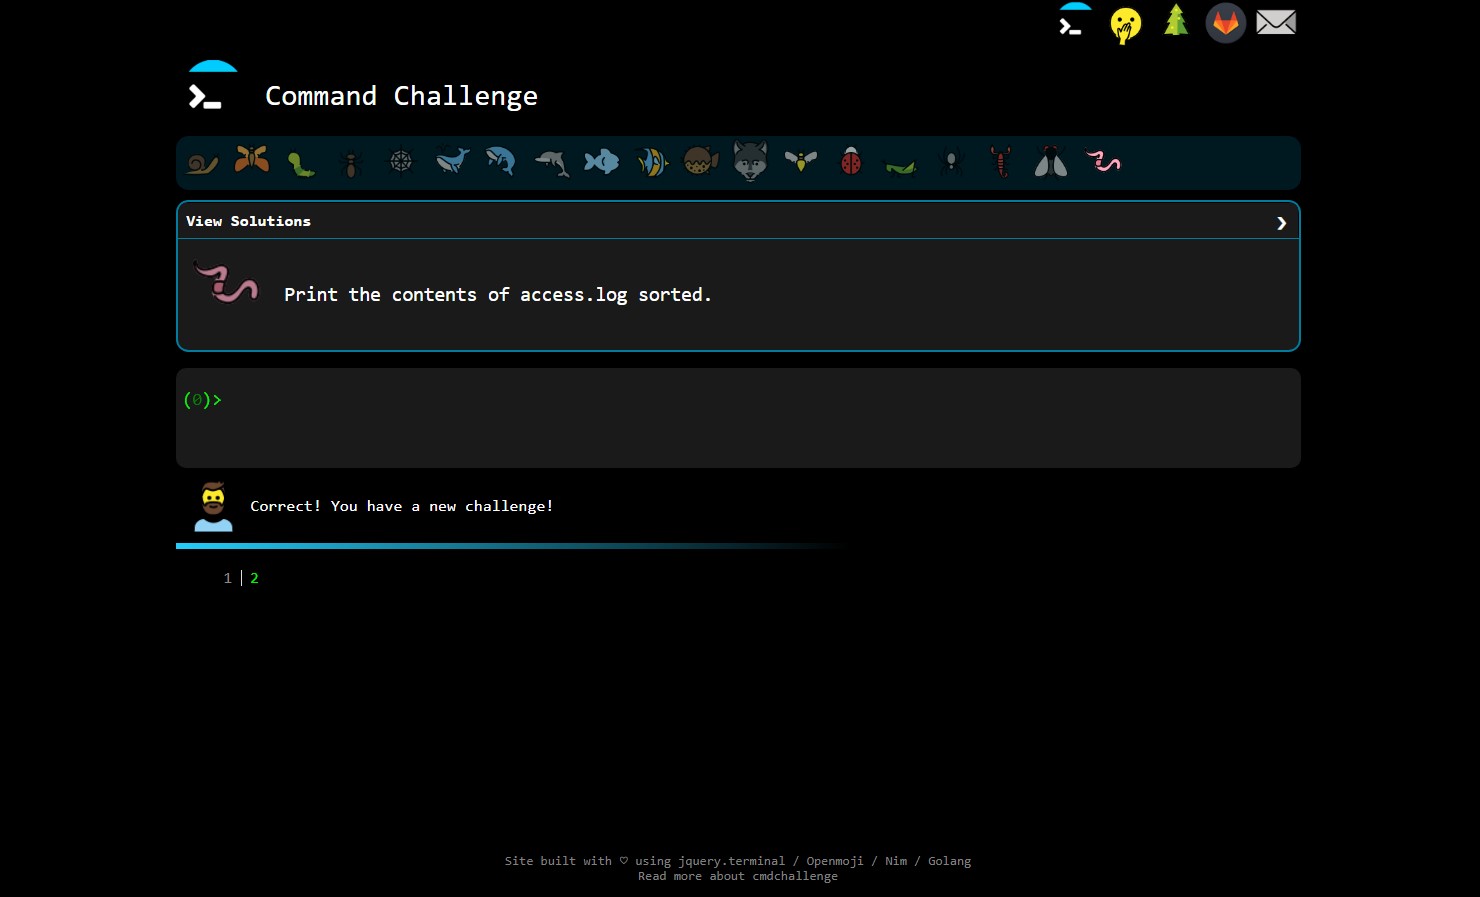 Command Challenge
View Solutions
Print the contents of access.log sorted.
(0)>
Correct! You have a new challenge!
1 | 2
Site built with ♡ using jquery.terminal / Openmoji / Nim / Golang
Read more about cmdchallenge